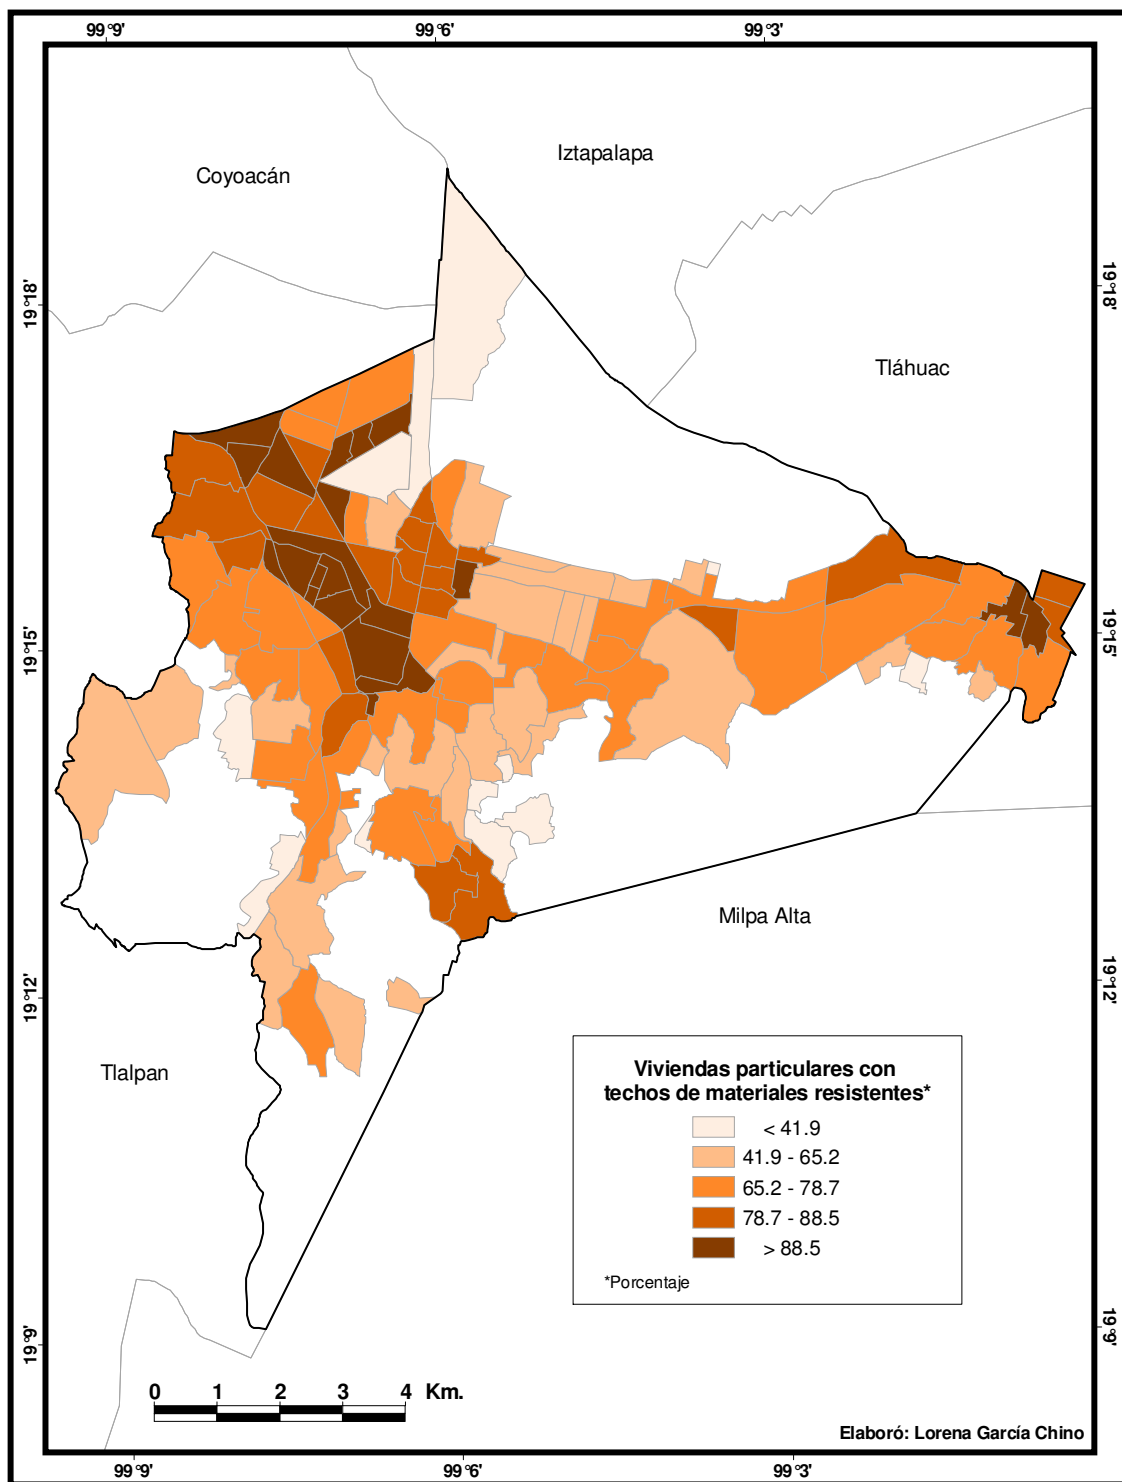 99°9' 99°6' 99°3'
Iztapalapa
Coyoacán
19°18' 19°18'
Tláhuac
19°15' 19°15'
Milpa Alta
19°12' 19°12'
Tlalpan
Viviendas particulares con
techos de materiales resistentes*
< 41.9
41.9 - 65.2
65.2 - 78.7
78.7 - 88.5
> 88.5
*Porcentaje
19°9' 19°9'
0 1 2 3 4 Km.
Elaboró: Lorena García Chino
99°9' 99°6' 99°3'